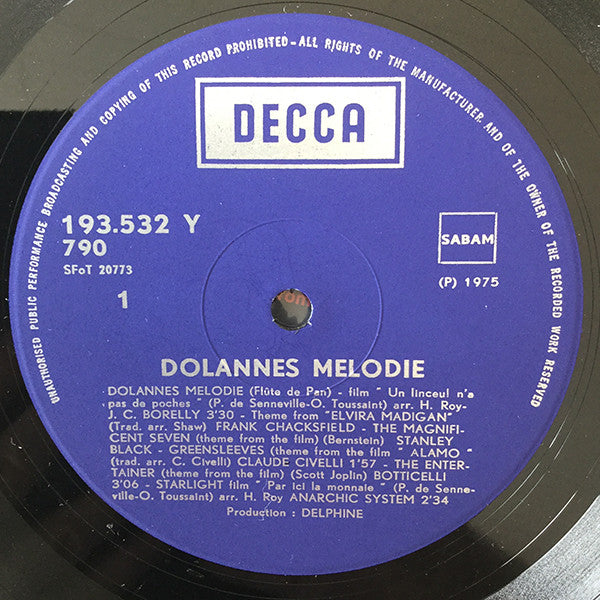 UNAUTHORISED PUBLIC PERFORMANCE BROADCASTING AND COPYING OF THIS RECORD PROHIBITED–ALL RIGHTS OF THE MANUFACTURER AND OF THE OWNER OF THE RECORDED WORK RESERVED
DECCA
193.532 Y
790
SFoT 20773
1
SABAM
(P) 1975
DOLANNES MELODIE
DOLANNES MELODIE (Flûte de Pan) - film " Un linceul n'a
pas de poches " (P. de Senneville-O. Toussaint) arr. H. Roy-
J. C. BORELLY 3'30 - Theme from "ELVIRA MADIGAN"
(Trad. arr. Shaw) FRANK CHACKSFIELD - THE MAGNIFI-
CENT SEVEN (theme from the film) (Bernstein) STANLEY
BLACK - GREENSLEEVES (theme from the film " ALAMO "
(trad. arr. C. Civelli) CLAUDE CIVELLI 1'57 - THE ENTER-
TAINER (theme from the film) (Scott Joplin) BOTTICELLI
3'06 - STARLIGHT film " Par ici la monnaie " (P. de Senne-
ville-O. Toussaint) arr. H. Roy ANARCHIC SYSTEM 2'34
Production : DELPHINE